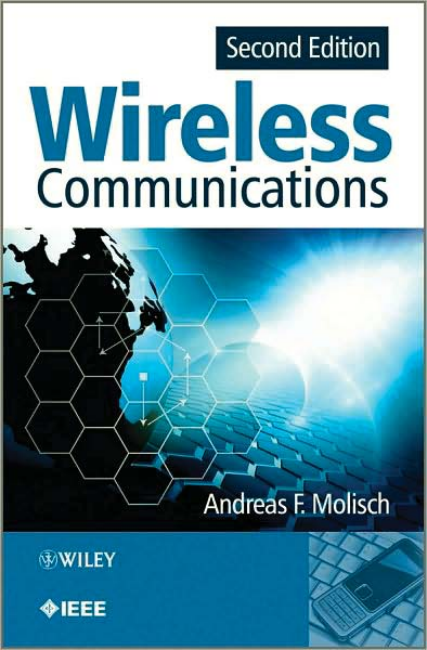 Second Edition
Wireless
Communications
Andreas F. Molisch
WILEY
IEEE